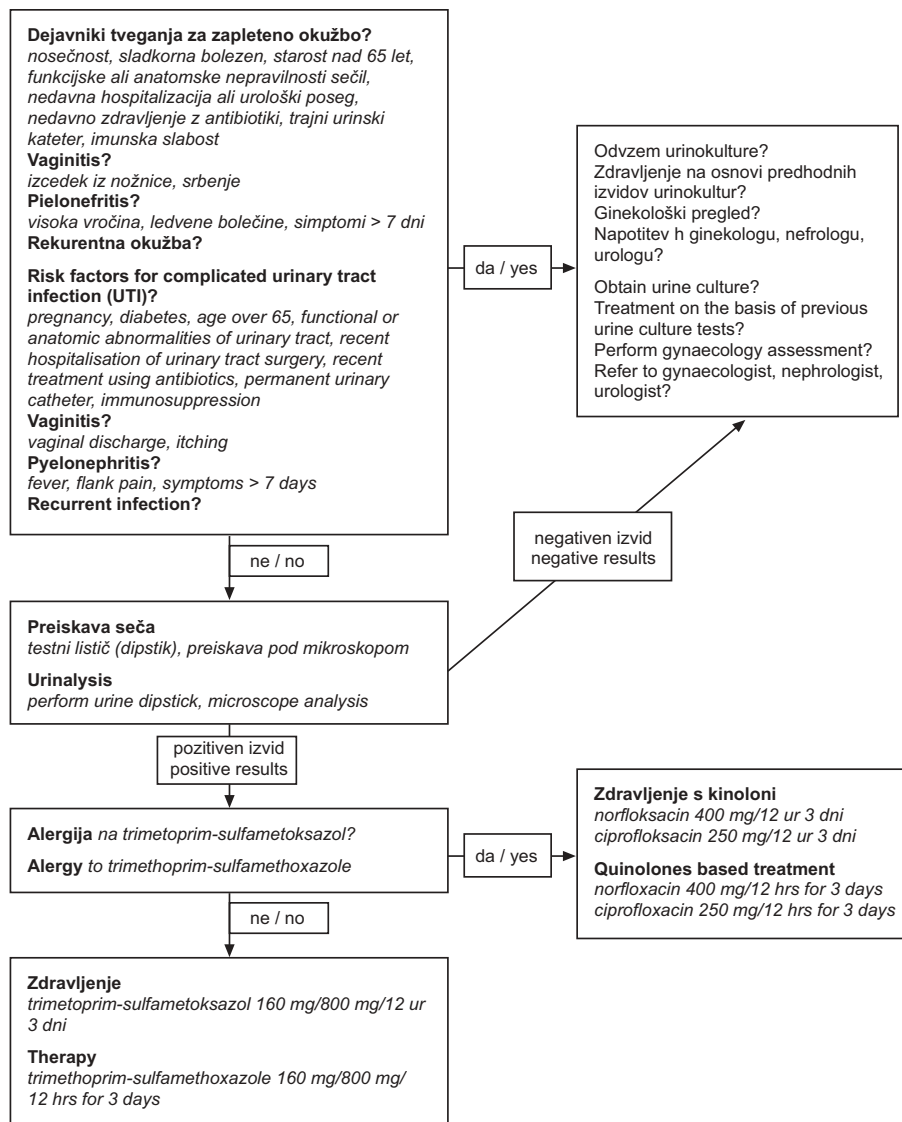 Dejavniki tveganja za zapleteno okužbo?
nosečnost, sladkorna bolezen, starost nad 65 let,
funkcijske ali anatomske nepravilnosti sečil,
nedavna hospitalizacija ali urološki poseg,
nedavno zdravljenje z antibiotiki, trajni urinski
kateter, imunska slabost
Vaginitis?
izcedek iz nožnice, srbenje
Pielonefritis?
visoka vročina, ledvene bolečine, simptomi > 7 dni
Rekurentna okužba?
Risk factors for complicated urinary tract
infection (UTI)?
pregnancy, diabetes, age over 65, functional or
anatomic abnormalities of urinary tract, recent
hospitalisation of urinary tract surgery, recent
treatment using antibiotics, permanent urinary
catheter, immunosuppression
Vaginitis?
vaginal discharge, itching
Pyelonephritis?
fever, flank pain, symptoms > 7 days
Recurrent infection?
da / yes
Odvzem urinokulture?
Zdravljenje na osnovi predhodnih
izvidov urinokultur?
Ginekološki pregled?
Napotitev h ginekologu, nefrologu,
urologu?
Obtain urine culture?
Treatment on the basis of previous
urine culture tests?
Perform gynaecology assessment?
Refer to gynaecologist, nephrologist,
urologist?
ne / no
negativen izvid
negative results
Preiskava seča
testni listič (dipstik), preiskava pod mikroskopom
Urinalysis
perform urine dipstick, microscope analysis
pozitiven izvid
positive results
Alergija na trimetoprim-sulfametoksazol?
Alergy to trimethoprim-sulfamethoxazole
da / yes
Zdravljenje s kinoloni
norfloksacin 400 mg/12 ur 3 dni
ciprofloksacin 250 mg/12 ur 3 dni
Quinolones based treatment
norfloxacin 400 mg/12 hrs for 3 days
ciprofloxacin 250 mg/12 hrs for 3 days
ne / no
Zdravljenje
trimetoprim-sulfametoksazol 160 mg/800 mg/12 ur
3 dni
Therapy
trimethoprim-sulfamethoxazole 160 mg/800 mg/
12 hrs for 3 days